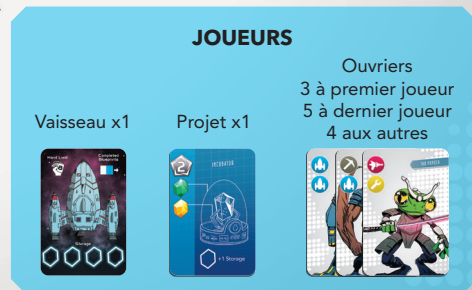 JOUEURS
Vaisseau x1
Projet x1
Ouvriers
3 à premier joueur
5 à dernier joueur
4 aux autres
Hand Limit
Completed
Blueprints
Storage
2
INCUBATOR
+1 Storage